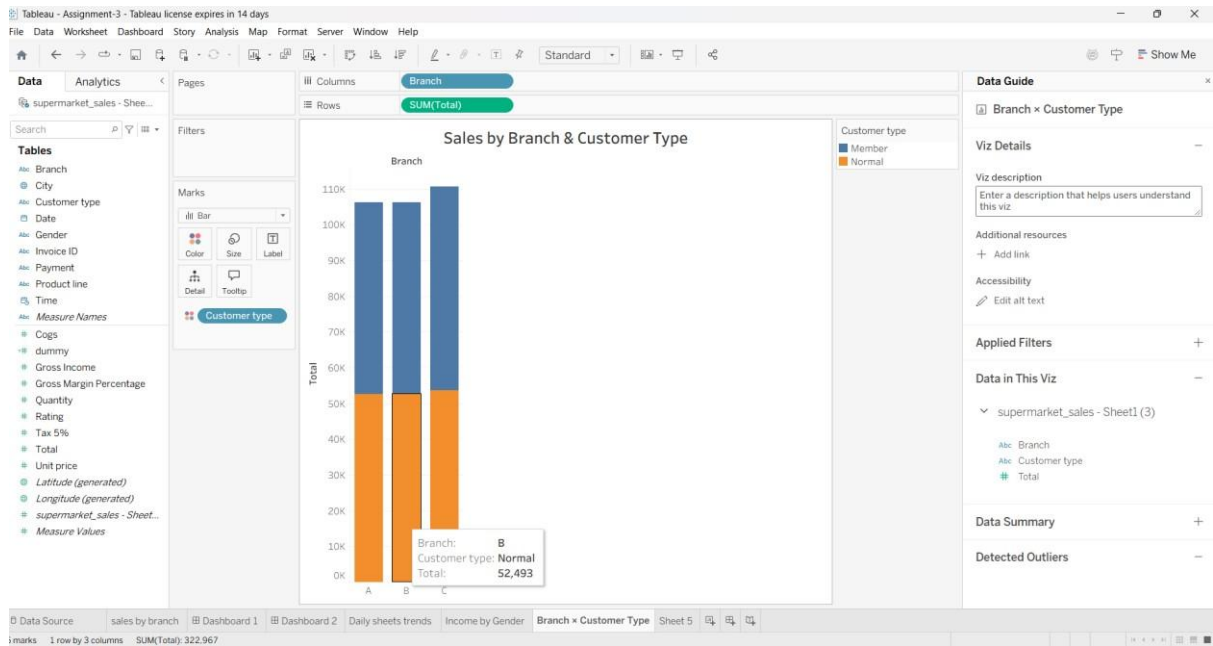 Tableau - Assignment-3 - Tableau license expires in 14 days
File Data Worksheet Dashboard Story Analysis Map Format Server Window Help
Standard
Show Me
Data Analytics
supermarket_sales - Shee...
Search
Tables
Abc Branch
City
Abc Customer type
Date
Abc Gender
Abc Invoice ID
Abc Payment
Abc Product line
Time
Abc Measure Names
Cogs
dummy
Gross Income
Gross Margin Percentage
Quantity
Rating
Tax 5%
Total
Unit price
Latitude (generated)
Longitude (generated)
supermarket_sales - Sheet...
Measure Values
Pages
Filters
Marks
Bar
Color Size Label
Detail Tooltip
Customer type
Columns Branch
Rows SUM(Total)
Sales by Branch & Customer Type
Branch
Total
110K
100K
90K
80K
70K
60K
50K
40K
30K
20K
10K
0K
A B C
Branch: B
Customer type: Normal
Total: 52,493
Customer type
Member
Normal
Data Guide
Branch × Customer Type
Viz Details
Viz description
Enter a description that helps users understand
this viz
Additional resources
+ Add link
Accessibility
Edit alt text
Applied Filters
Data in This Viz
supermarket_sales - Sheet1 (3)
Abc Branch
Abc Customer type
# Total
Data Summary
Detected Outliers
Data Source sales by branch Dashboard 1 Dashboard 2 Daily sheets trends Income by Gender Branch × Customer Type Sheet 5
marks 1 row by 3 columns SUM(Total): 322,967